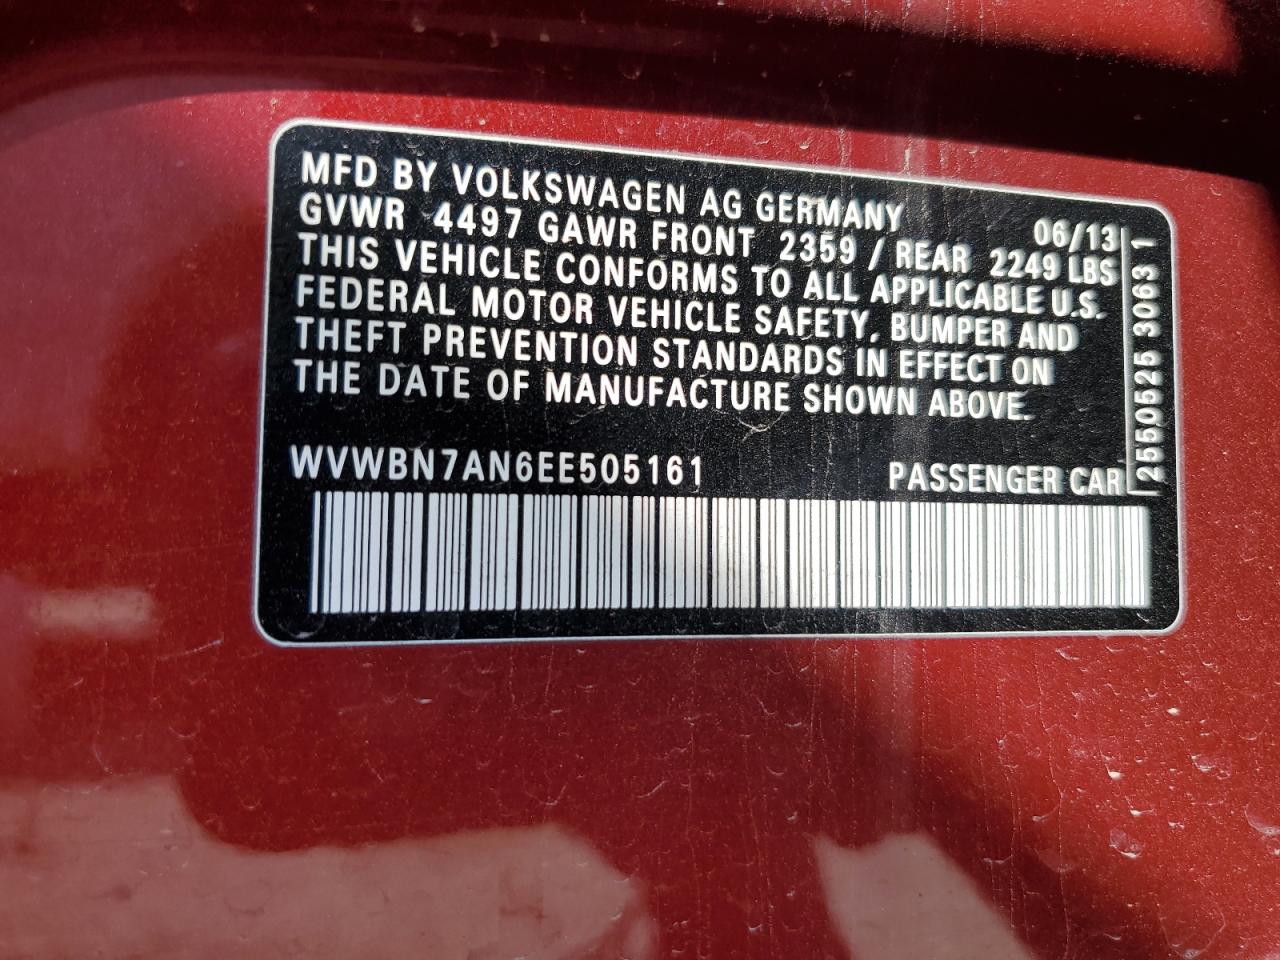 MFD BY VOLKSWAGEN AG GERMANY 06/13
GVWR 4497 GAWR FRONT 2359 / REAR 2249 LBS
THIS VEHICLE CONFORMS TO ALL APPLICABLE U.S.
FEDERAL MOTOR VEHICLE SAFETY, BUMPER AND
THEFT PREVENTION STANDARDS IN EFFECT ON
THE DATE OF MANUFACTURE SHOWN ABOVE.
WVWBN7AN6EE505161 PASSENGER CAR
2550525 3063 1